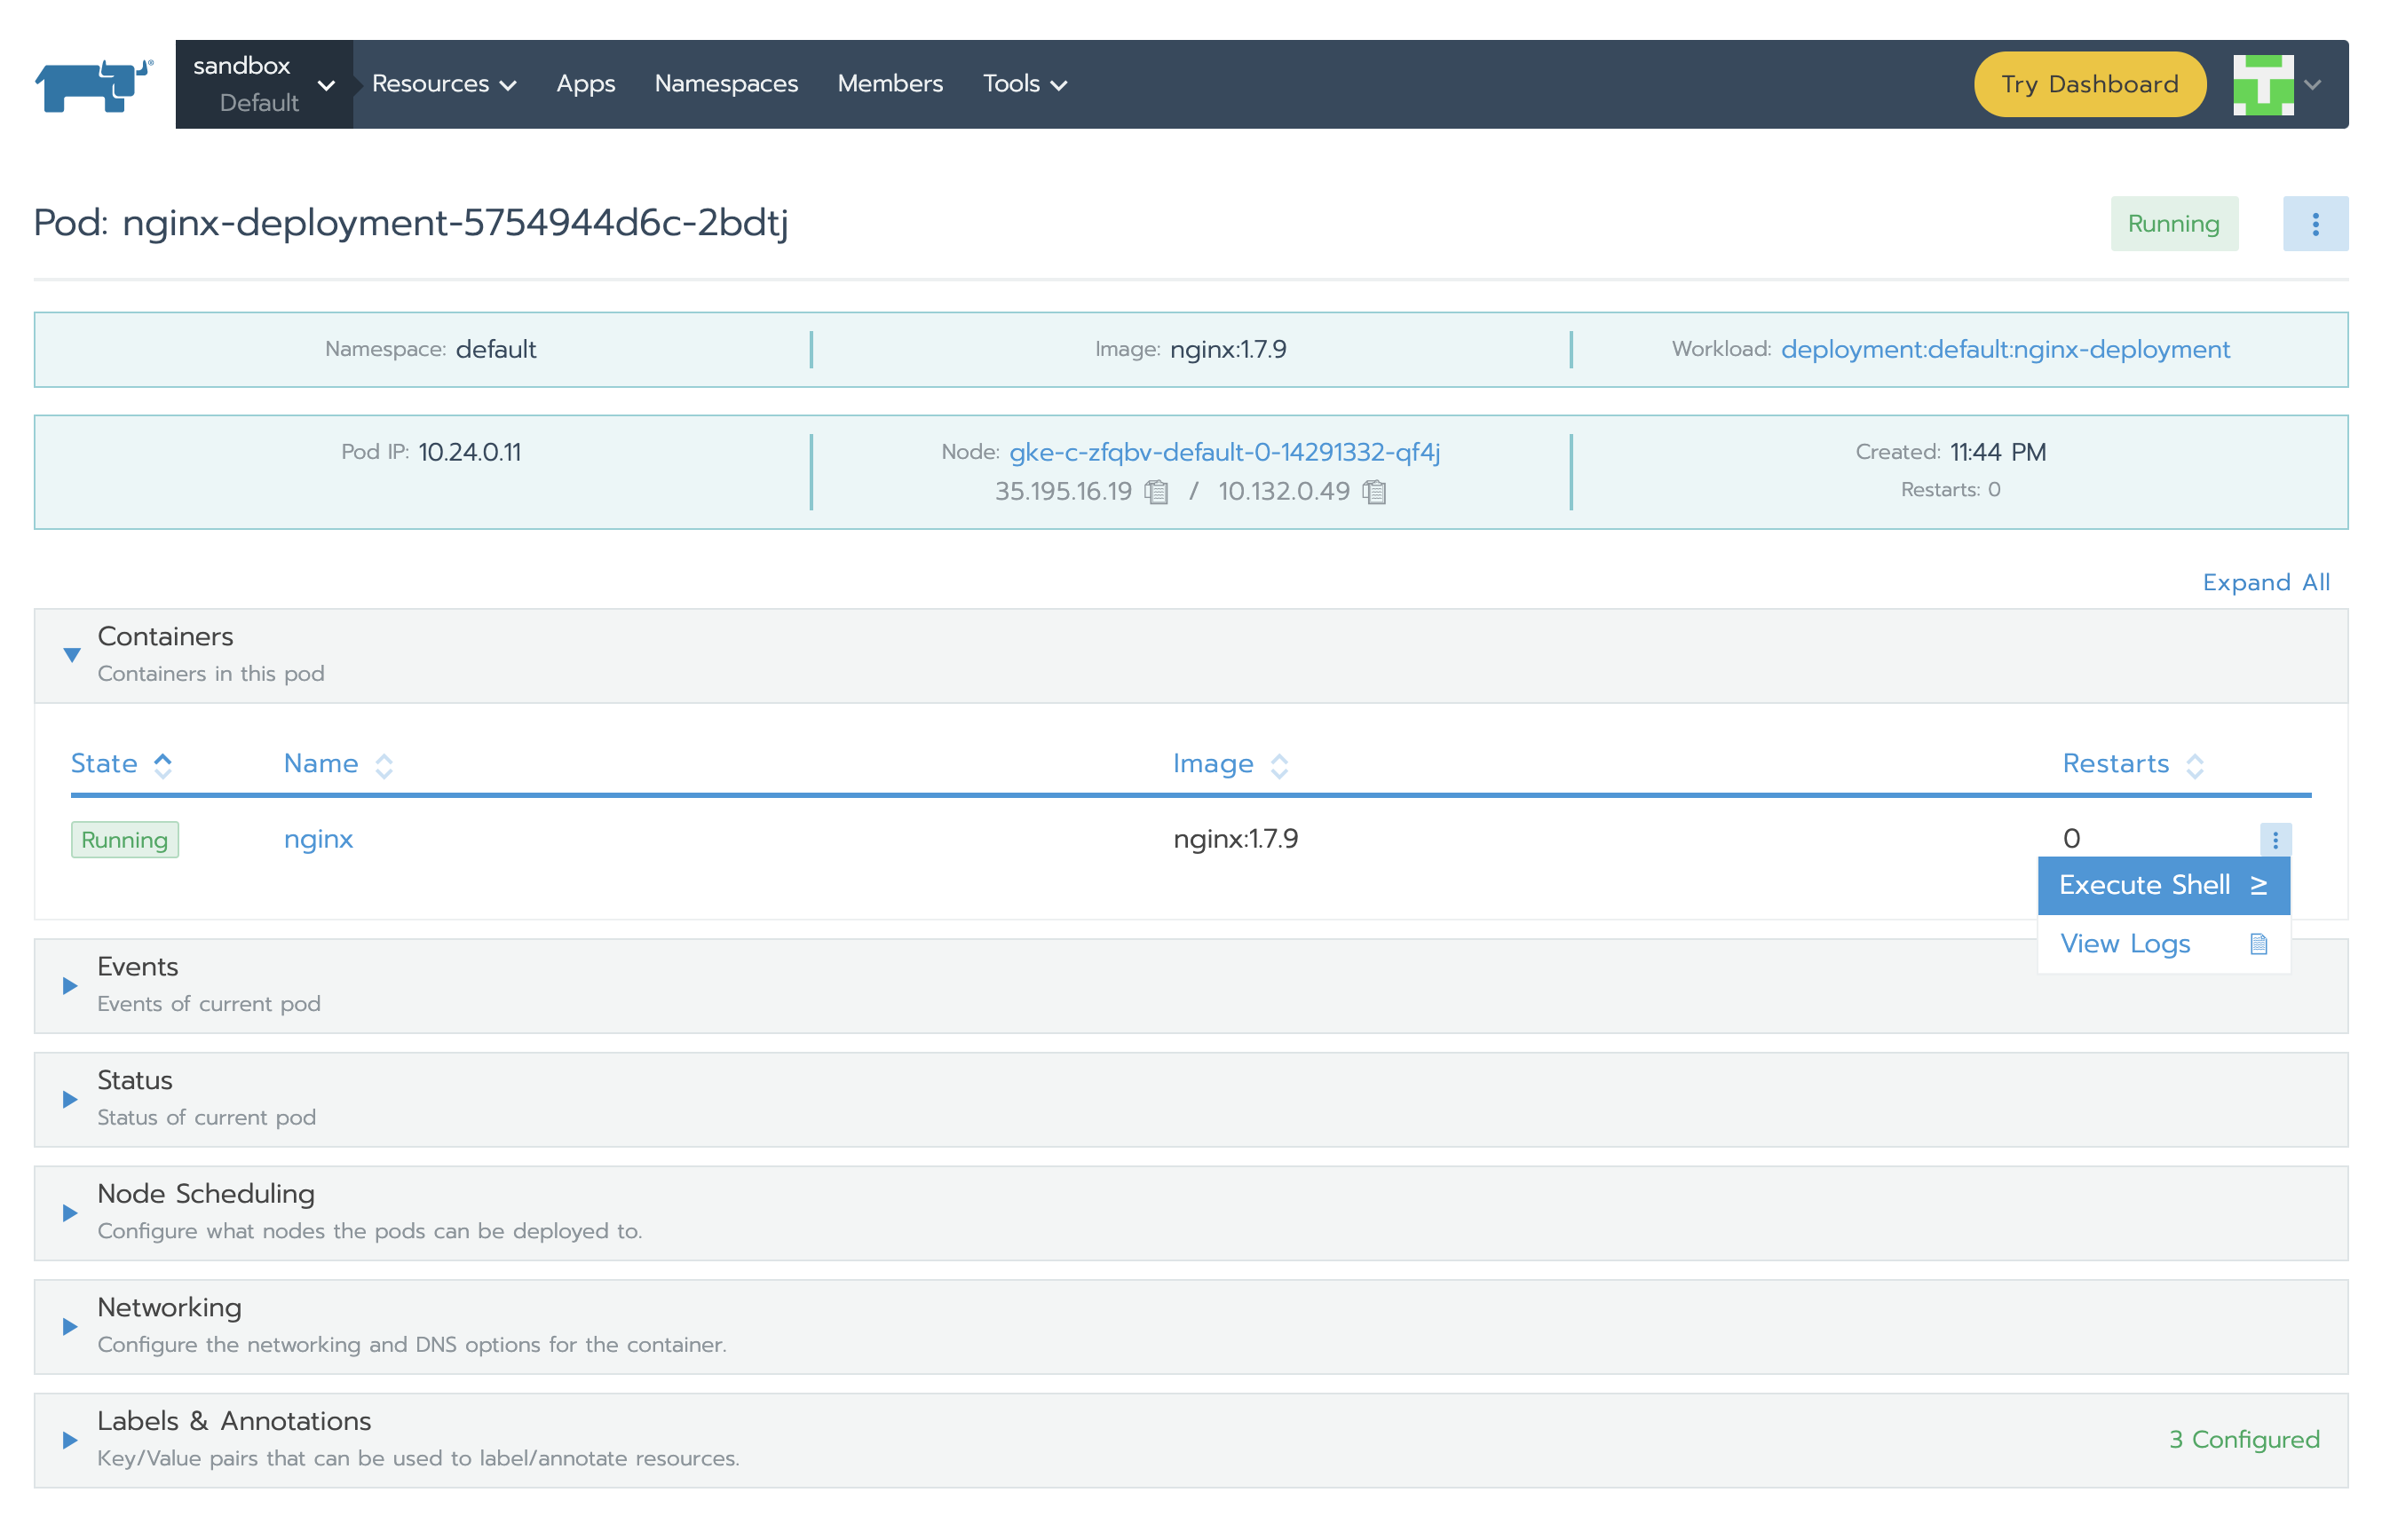 sandbox
Default
Resources Apps Namespaces Members Tools
Try Dashboard
Pod: nginx-deployment-5754944d6c-2bdtj
Running
Namespace: default
Image: nginx:1.7.9
Workload: deployment:default:nginx-deployment
Pod IP: 10.24.0.11
Node: gke-c-zfqbv-default-0-14291332-qf4j
35.195.16.19 / 10.132.0.49
Created: 11:44 PM
Restarts: 0
Expand All
Containers
Containers in this pod
State Name Image Restarts
Running nginx nginx:1.7.9 0
Execute Shell
View Logs
Events
Events of current pod
Status
Status of current pod
Node Scheduling
Configure what nodes the pods can be deployed to.
Networking
Configure the networking and DNS options for the container.
Labels & Annotations
Key/Value pairs that can be used to label/annotate resources.
3 Configured